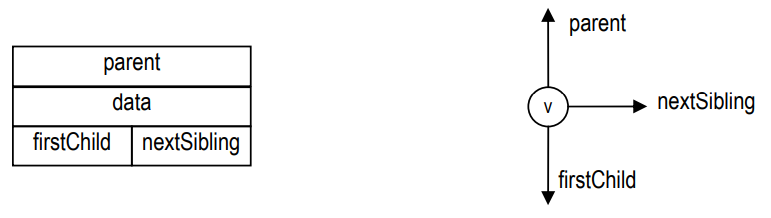 parent
data
firstChild nextSibling
parent
v
nextSibling
firstChild